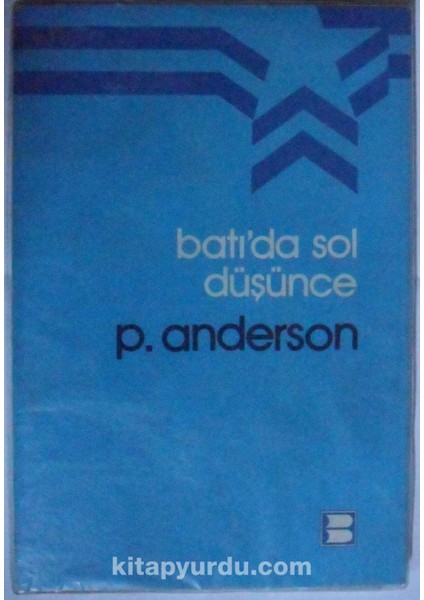 batı'da sol
düşünce
p. anderson
B
kitapyurdu.com